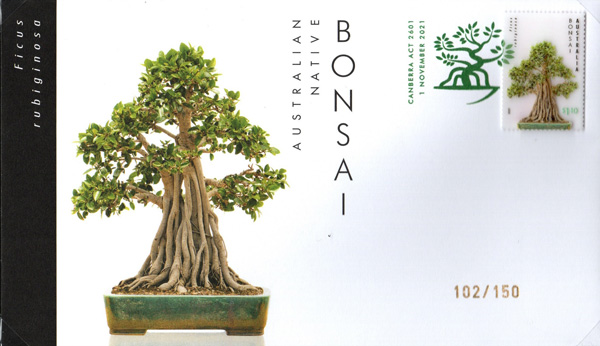 Ficus
rubiginosa
AUSTRALIAN
NATIVE
BONSAI
CANBERRA ACT 2601
1 NOVEMBER 2021
BONSAI
AUSTRALIA
$1.10
102/150